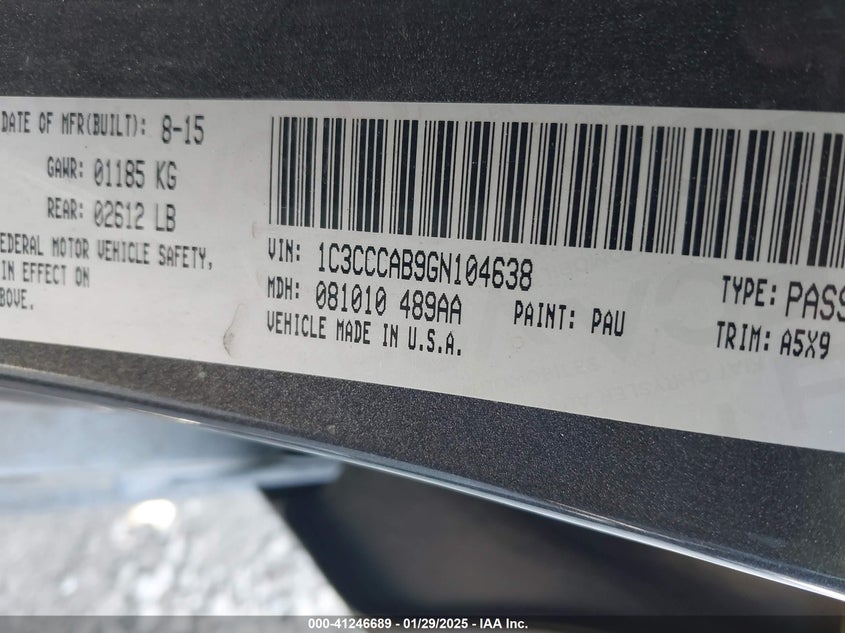 DATE OF MFR(BUILT): 8-15
GAWR: 01185 KG
REAR: 02612 LB
EDERAL MOTOR VEHICLE SAFETY,
IN EFFECT ON
BOVE.
VIN: 1C3CCCAB9GN104638
MDH: 081010 489AA
VEHICLE MADE IN U.S.A.
PAINT: PAU
TYPE: PASS
TRIM: A5X9
000-41246689 - 01/29/2025 - IAA Inc.